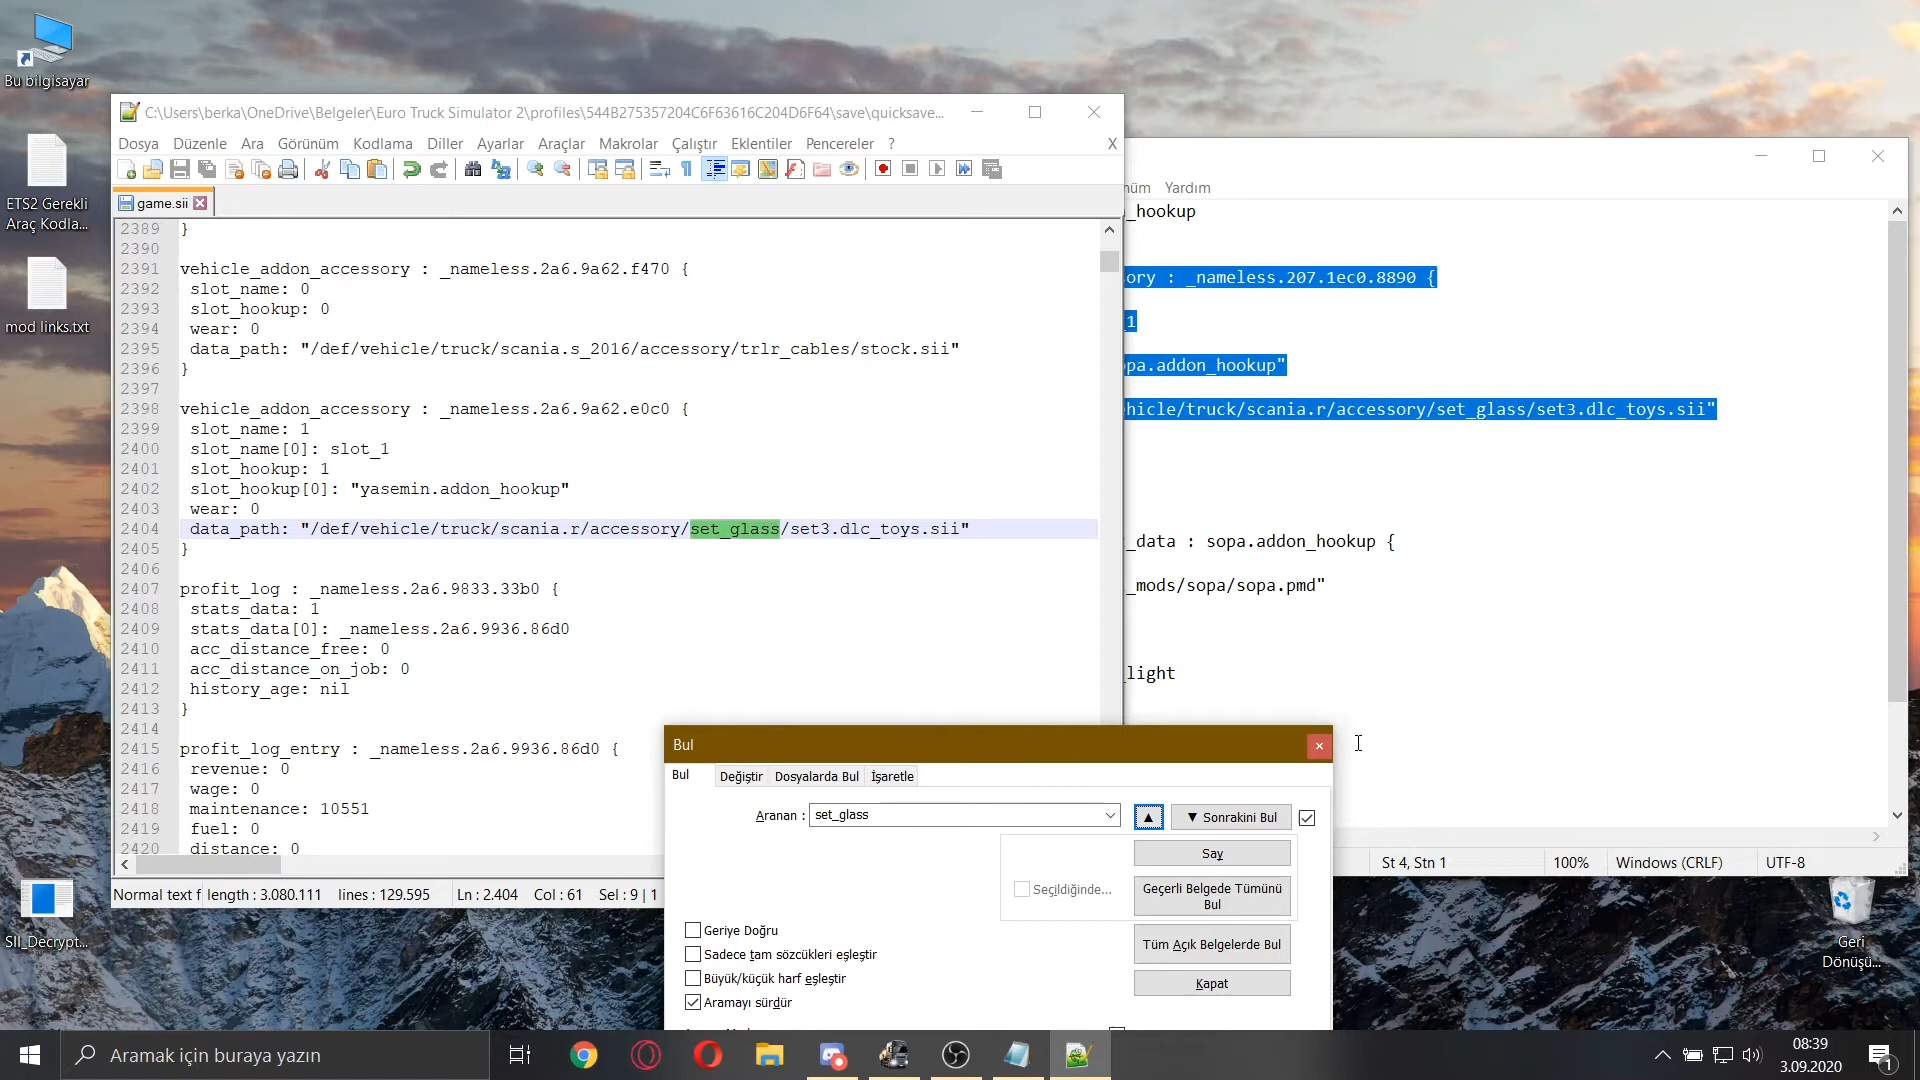 Bu bilgisayar
ETS2 Gerekli
Araç Kodla...
mod links.txt
SII_Decrypt...
Geri
Dönüşü...
C:\Users\berka\OneDrive\Belgeler\Euro Truck Simulator 2\profiles\544B275357204C6F63616C204D6F64\save\quicksave...
Dosya Düzenle Ara Görünüm Kodlama Diller Ayarlar Araçlar Makrolar Çalıştır Eklentiler Pencereler ? X
game.sii
2389 }
2390
2391 vehicle_addon_accessory : _nameless.2a6.9a62.f470 {
2392 slot_name: 0
2393 slot_hookup: 0
2394 wear: 0
2395 data_path: "/def/vehicle/truck/scania.s_2016/accessory/trlr_cables/stock.sii"
2396 }
2397
2398 vehicle_addon_accessory : _nameless.2a6.9a62.e0c0 {
2399 slot_name: 1
2400 slot_name[0]: slot_1
2401 slot_hookup: 1
2402 slot_hookup[0]: "yasemin.addon_hookup"
2403 wear: 0
2404 data_path: "/def/vehicle/truck/scania.r/accessory/set_glass/set3.dlc_toys.sii"
2405 }
2406
2407 profit_log : _nameless.2a6.9833.33b0 {
2408 stats_data: 1
2409 stats_data[0]: _nameless.2a6.9936.86d0
2410 acc_distance_free: 0
2411 acc_distance_on_job: 0
2412 history_age: nil
2413 }
2414
2415 profit_log_entry : _nameless.2a6.9936.86d0 {
2416 revenue: 0
2417 wage: 0
2418 maintenance: 10551
2419 fuel: 0
2420 distance: 0
Normal text f length : 3.080.111 lines : 129.595 Ln : 2.404 Col : 61 Sel : 9 | 1
nüm Yardım
_hookup
ory : _nameless.207.1ec0.8890 {
_1
opa.addon_hookup"
hicle/truck/scania.r/accessory/set_glass/set3.dlc_toys.sii"
_data : sopa.addon_hookup {
_mods/sopa/sopa.pmd"
_light
St 4, Stn 1 100% Windows (CRLF) UTF-8
Bul
Bul Değiştir Dosyalarda Bul İşaretle
Aranan : set_glass
▲ ▼ Sonrakini Bul
Say
Seçildiğinde...
Geçerli Belgede Tümünü
Bul
Tüm Açık Belgelerde Bul
Kapat
Geriye Doğru
Sadece tam sözcükleri eşleştir
Büyük/küçük harf eşleştir
Aramayı sürdür
Aramak için buraya yazın
08:39
3.09.2020
1